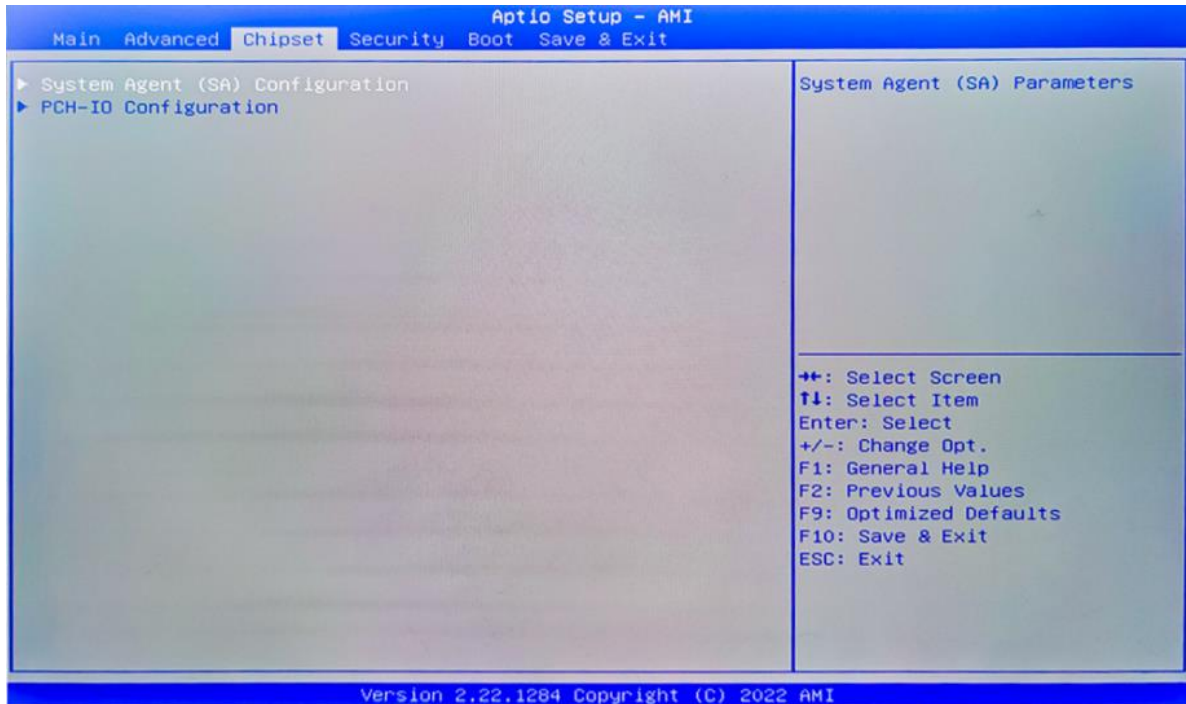 Aptio Setup – AMI
Main Advanced Chipset Security Boot Save & Exit
▶ System Agent (SA) Configuration
▶ PCH-IO Configuration
System Agent (SA) Parameters
→←: Select Screen
↑↓: Select Item
Enter: Select
+/-: Change Opt.
F1: General Help
F2: Previous Values
F9: Optimized Defaults
F10: Save & Exit
ESC: Exit
Version 2.22.1284 Copyright (C) 2022 AMI